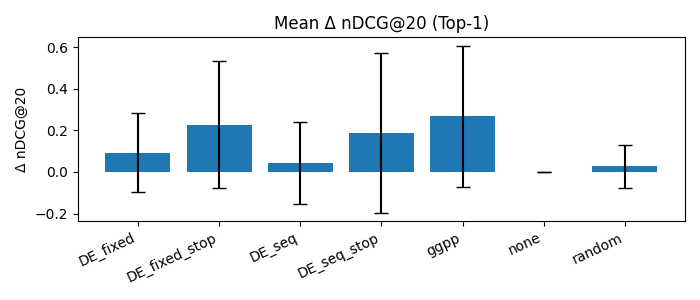 Mean Δ nDCG@20 (Top-1)
Δ nDCG@20
0.6
0.4
0.2
0.0
−0.2
DE_fixed
DE_fixed_stop
DE_seq
DE_seq_stop
ggpp
none
random